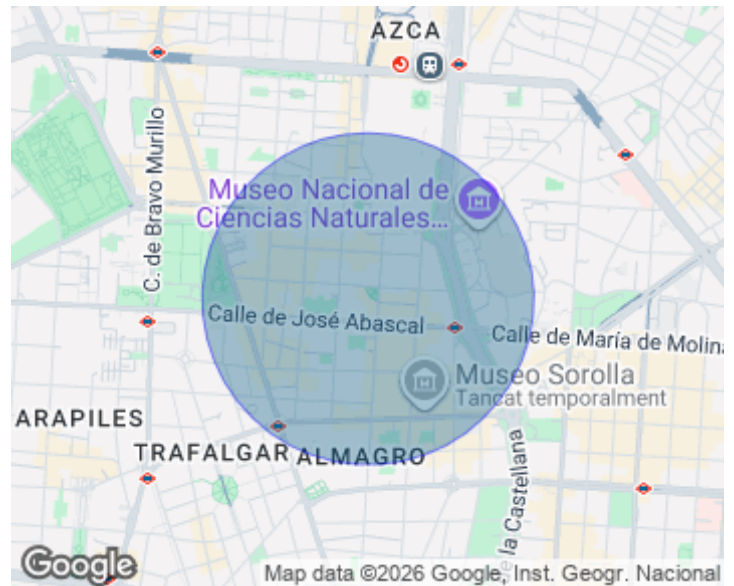 AZCA
Museo Nacional de
Ciencias Naturales...
C. de Bravo Murillo
Calle de José Abascal
Calle de María de Molina
Museo Sorolla
Tancat temporalment
ARAPILES
TRAFALGAR
ALMAGRO
e la Castellana
Google
Map data ©2026 Google, Inst. Geogr. Nacional